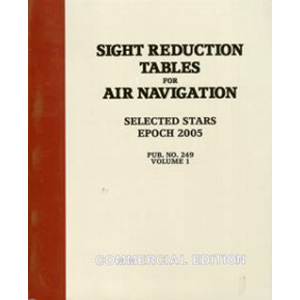 SIGHT REDUCTION
TABLES
FOR
AIR NAVIGATION
SELECTED STARS
EPOCH 2005
PUB. NO. 249
VOLUME 1
COMMERCIAL EDITION